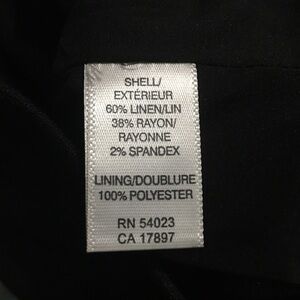 SHELL/
EXTÉRIEUR
60% LINEN/LIN
38% RAYON/
RAYONNE
2% SPANDEX
LINING/DOUBLURE
100% POLYESTER
RN 54023
CA 17897